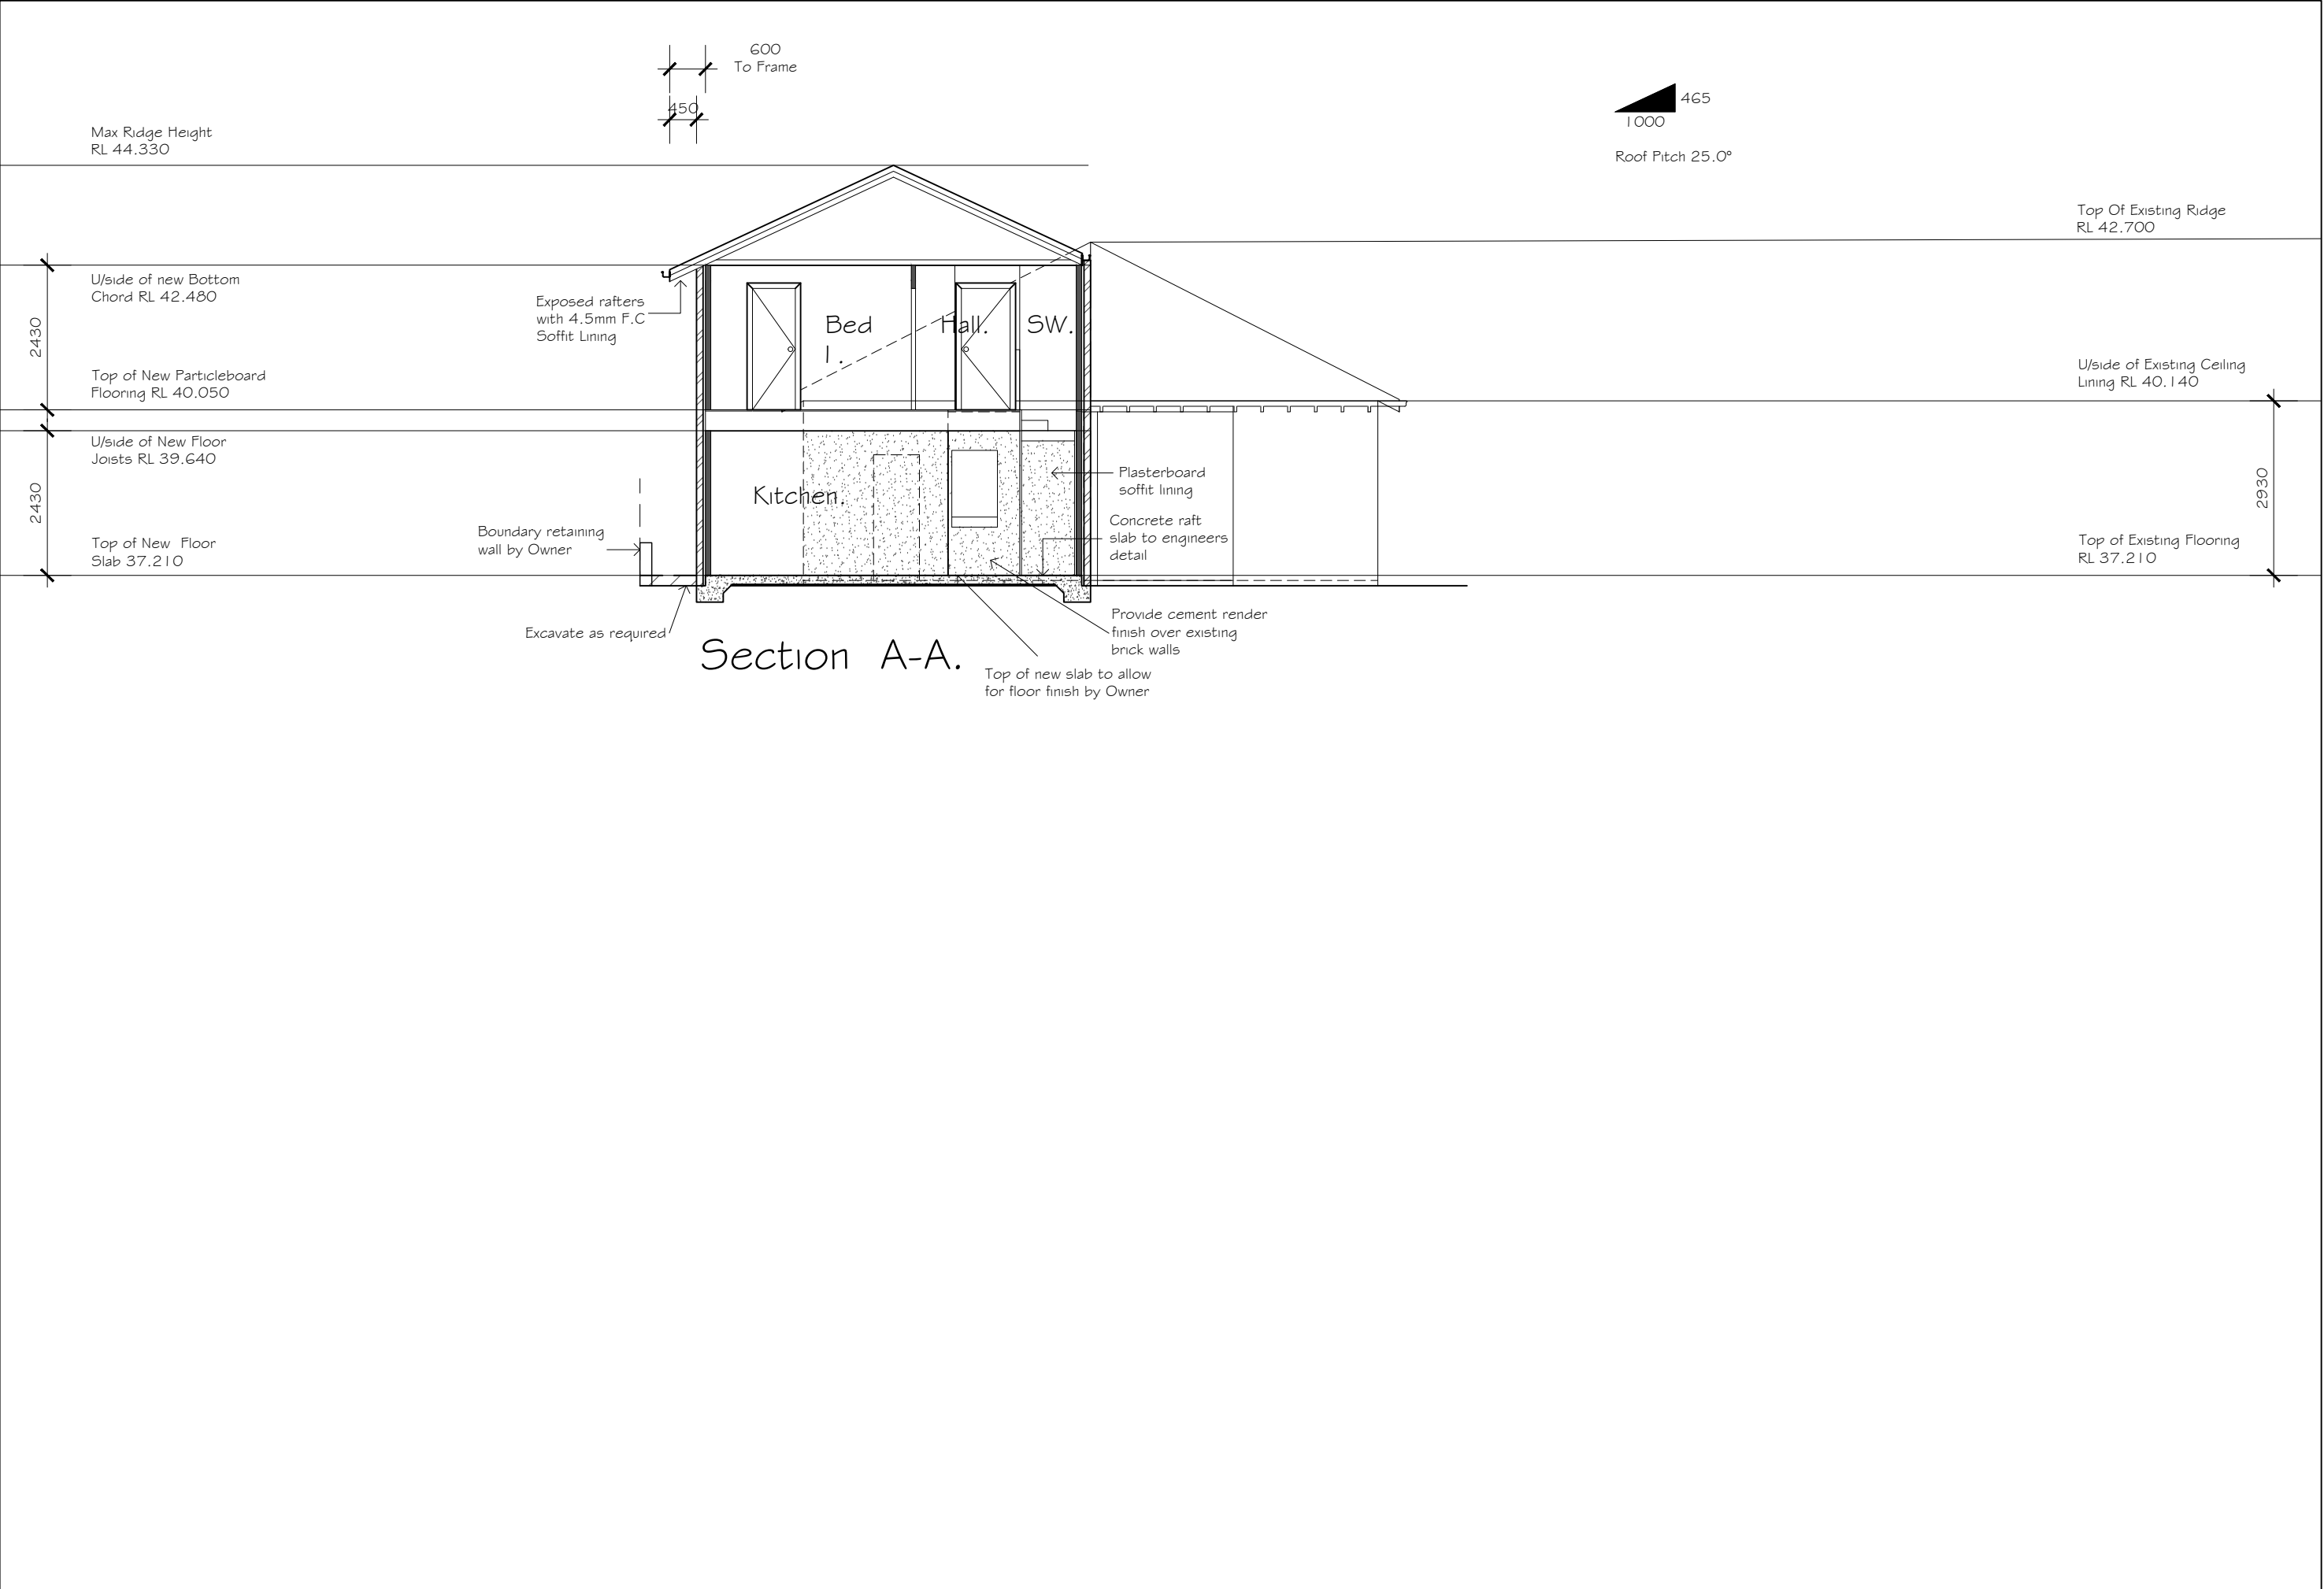 600
To Frame
450
465
1000
Roof Pitch 25.0°
Max Ridge Height
RL 44.330
Top Of Existing Ridge
RL 42.700
U/side of new Bottom
Chord RL 42.480
2430
Exposed rafters
with 4.5mm F.C
Soffit Lining
Bed
1.
Hall.
SW.
Top of New Particleboard
Flooring RL 40.050
U/side of Existing Ceiling
Lining RL 40.140
U/side of New Floor
Joists RL 39.640
2430
Kitchen.
Plasterboard
soffit lining
2930
Boundary retaining
wall by Owner
Concrete raft
slab to engineers
detail
Top of New Floor
Slab 37.210
Top of Existing Flooring
RL 37.210
Excavate as required
Provide cement render
finish over existing
brick walls
Section A-A.
Top of new slab to allow
for floor finish by Owner